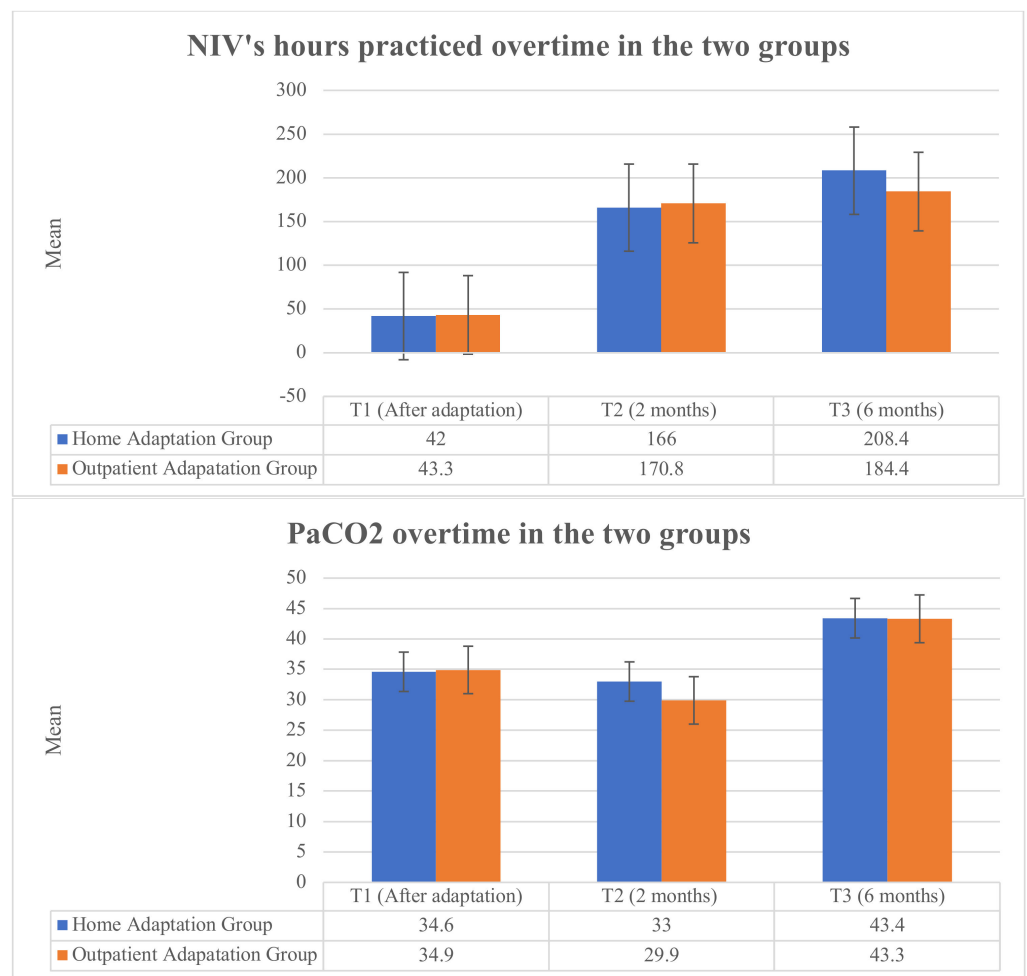 NIV's hours practiced overtime in the two groups
300
250
200
150
100
50
0
-50
Mean
T1 (After adaptation) T2 (2 months) T3 (6 months)
Home Adaptation Group 42 166 208.4
Outpatient Adapatation Group 43.3 170.8 184.4
PaCO2 overtime in the two groups
50
45
40
35
30
25
20
15
10
5
0
Mean
T1 (After adaptation) T2 (2 months) T3 (6 months)
Home Adaptation Group 34.6 33 43.4
Outpatient Adapatation Group 34.9 29.9 43.3